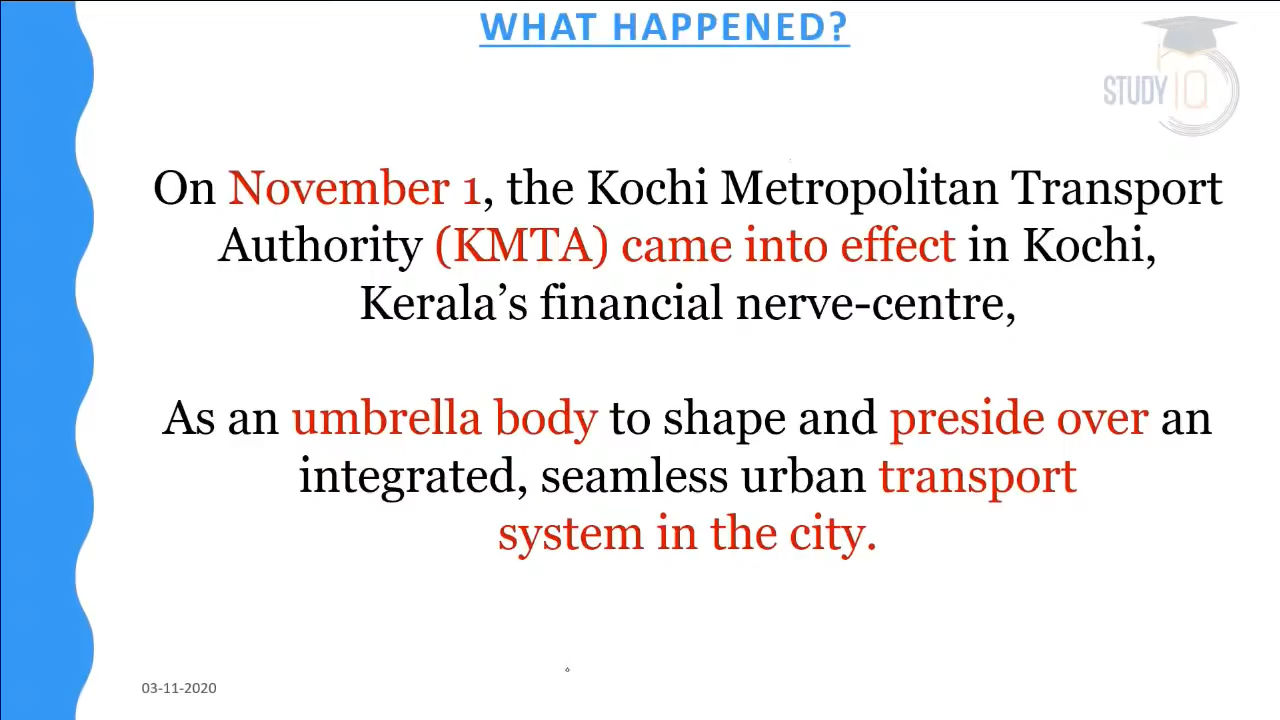 WHAT HAPPENED?
STUDY IQ
On November 1, the Kochi Metropolitan Transport
Authority (KMTA) came into effect in Kochi,
Kerala’s financial nerve-centre,
As an umbrella body to shape and preside over an
integrated, seamless urban transport
system in the city.
03-11-2020